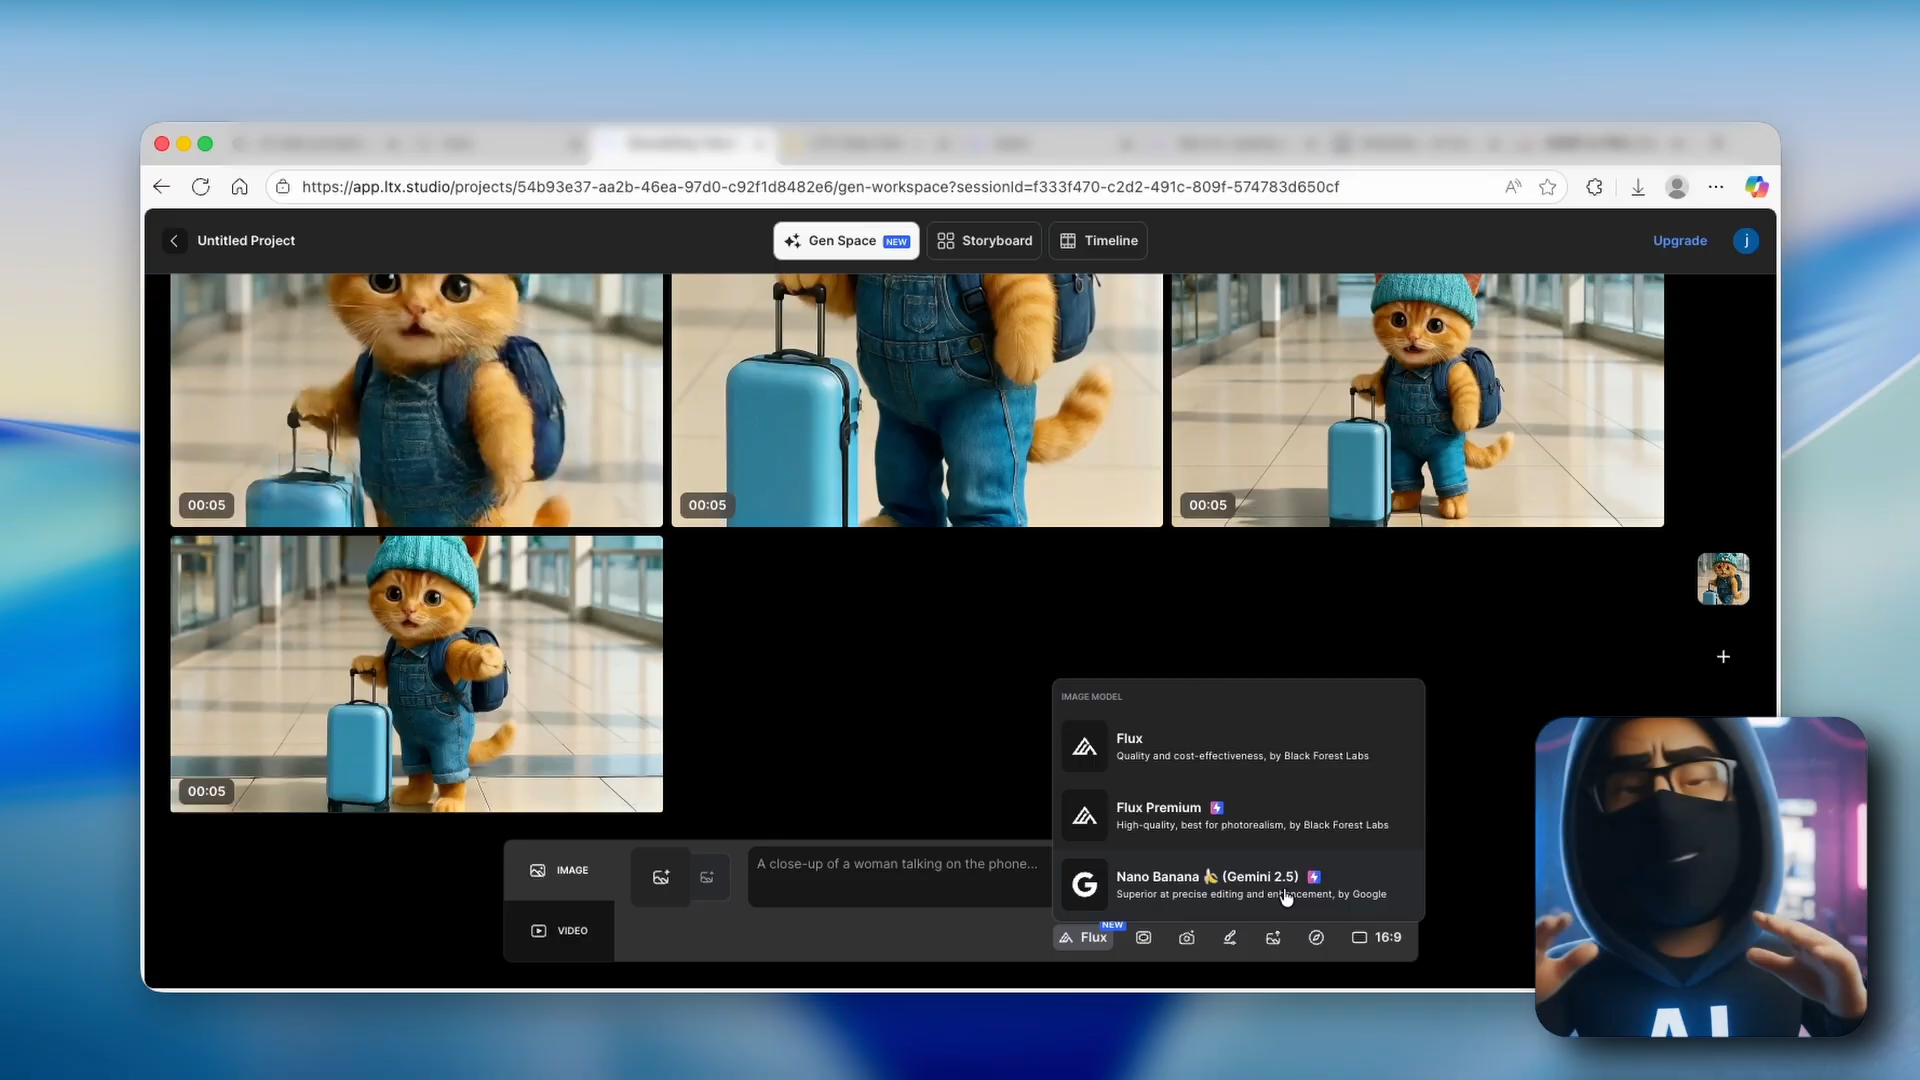 https://app.ltx.studio/projects/54b93e37-aa2b-46ea-97d0-c92f1d8482e6/gen-workspace?sessionId=f333f470-c2d2-491c-809f-574783d650cf
Untitled Project
Gen Space NEW
Storyboard
Timeline
Upgrade
j
00:05
00:05
00:05
00:05
IMAGE MODEL
Flux
Quality and cost-effectiveness, by Black Forest Labs
Flux Premium
High-quality, best for photorealism, by Black Forest Labs
Nano Banana 🍌 (Gemini 2.5)
Superior at precise editing and enhancement, by Google
IMAGE
A close-up of a woman talking on the phone...
VIDEO
NEW
Flux
16:9
AI